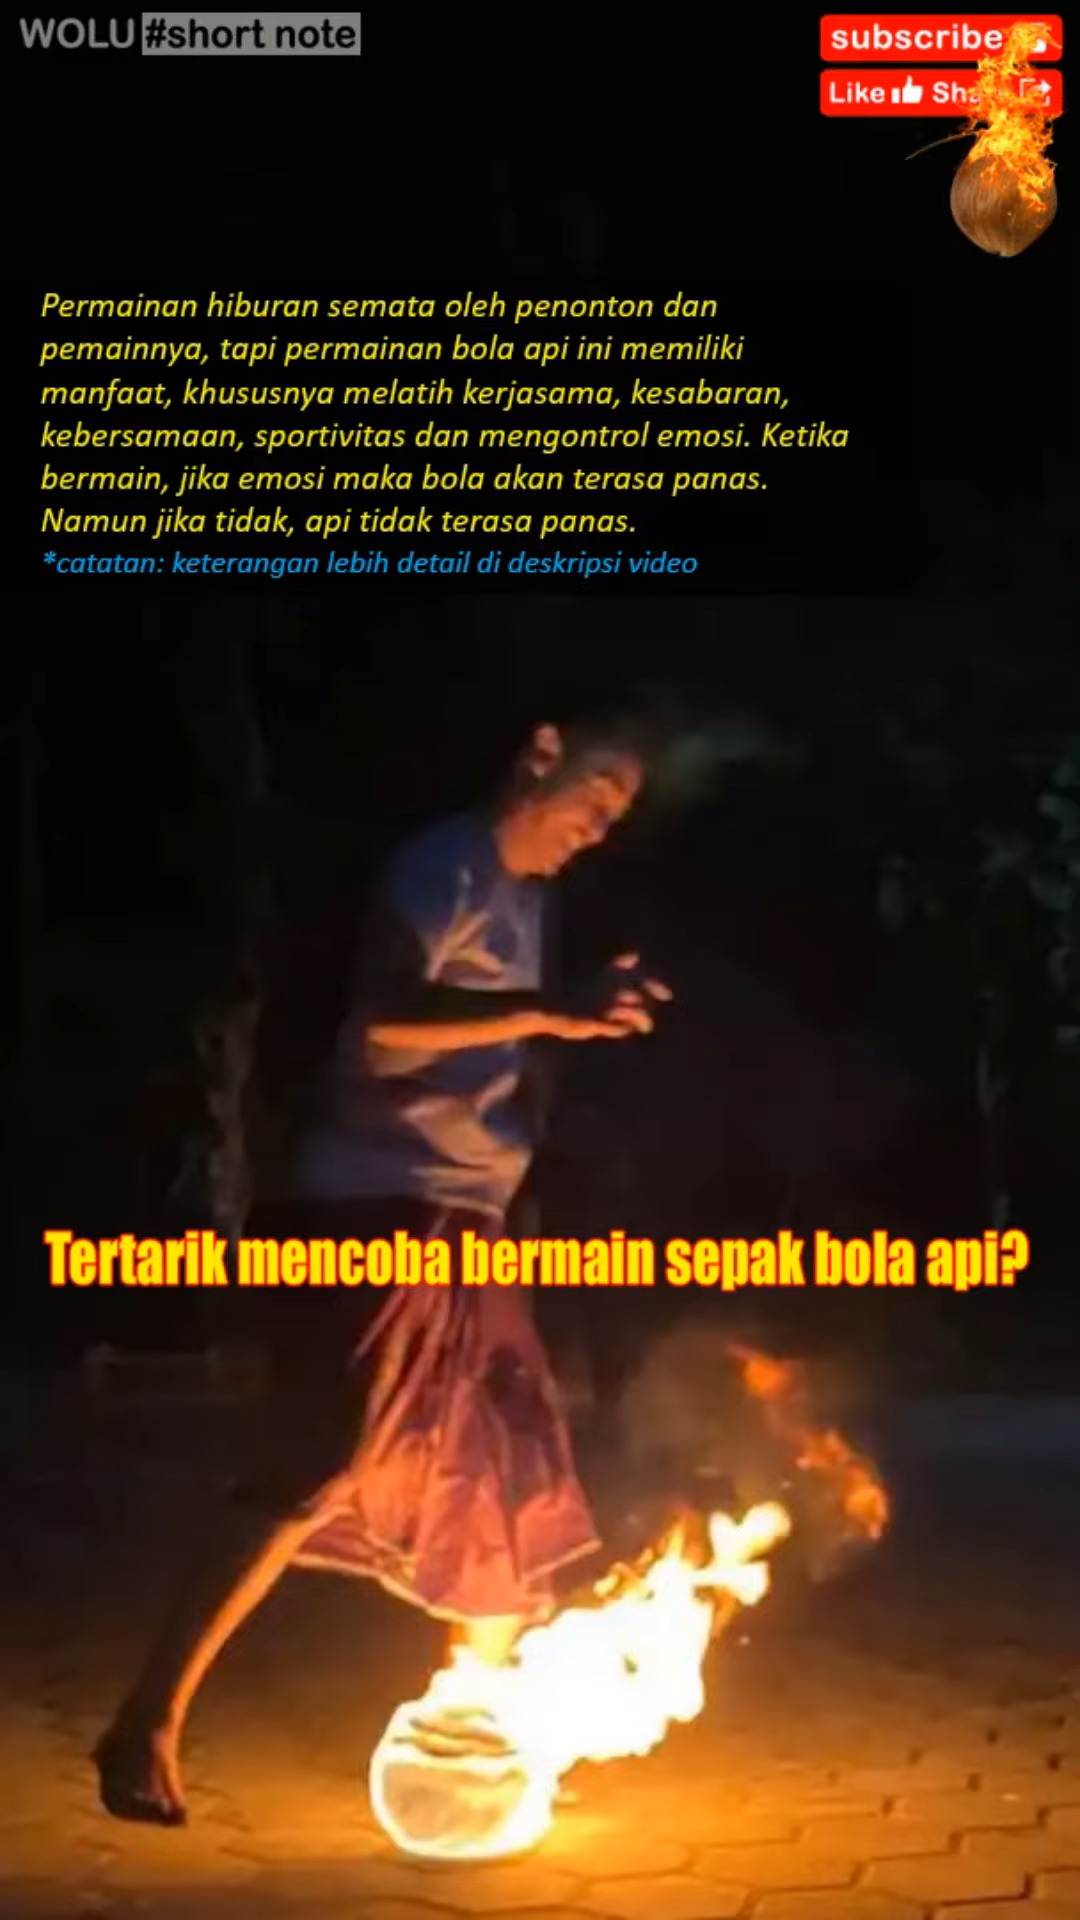 WOLU #short note
subscribe
Like
Permainan hiburan semata oleh penonton dan
pemainnya, tapi permainan bola api ini memiliki
manfaat, khususnya melatih kerjasama, kesabaran,
kebersamaan, sportivitas dan mengontrol emosi. Ketika
bermain, jika emosi maka bola akan terasa panas.
Namun jika tidak, api tidak terasa panas.
*catatan: keterangan lebih detail di deskripsi video
Tertarik mencoba bermain sepak bola api?